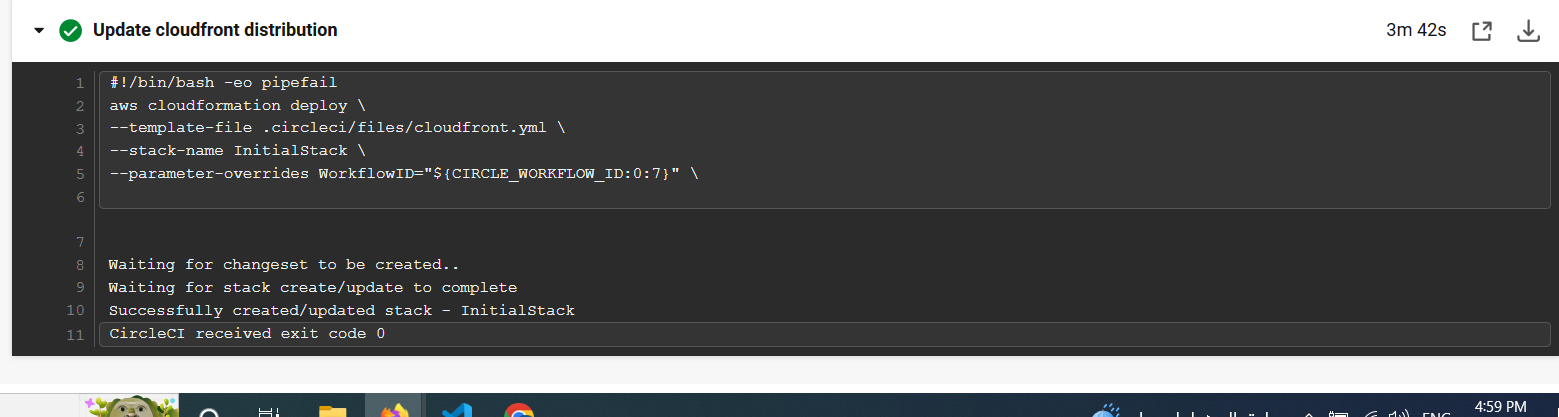 Update cloudfront distribution
3m 42s
1 #!/bin/bash -eo pipefail
2 aws cloudformation deploy \
3 --template-file .circleci/files/cloudfront.yml \
4 --stack-name InitialStack \
5 --parameter-overrides WorkflowID="${CIRCLE_WORKFLOW_ID:0:7}" \
6
7
8 Waiting for changeset to be created..
9 Waiting for stack create/update to complete
10 Successfully created/updated stack - InitialStack
11 CircleCI received exit code 0
ENG
4:59 PM